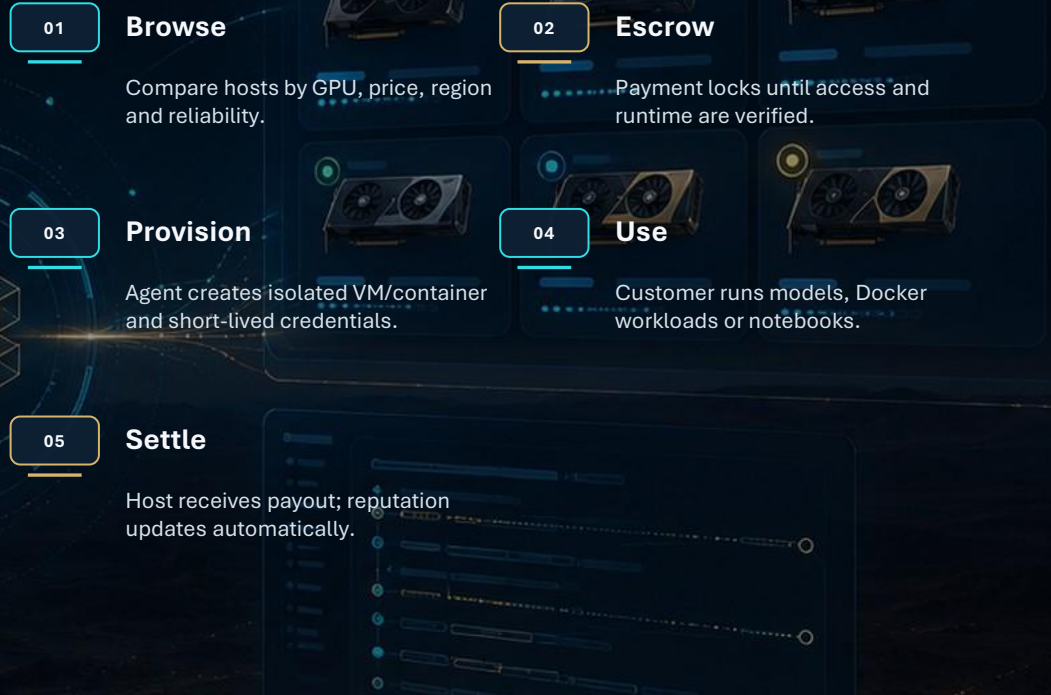 01
Browse
Compare hosts by GPU, price, region
and reliability.
02
Escrow
Payment locks until access and
runtime are verified.
03
Provision
Agent creates isolated VM/container
and short-lived credentials.
04
Use
Customer runs models, Docker
workloads or notebooks.
05
Settle
Host receives payout; reputation
updates automatically.